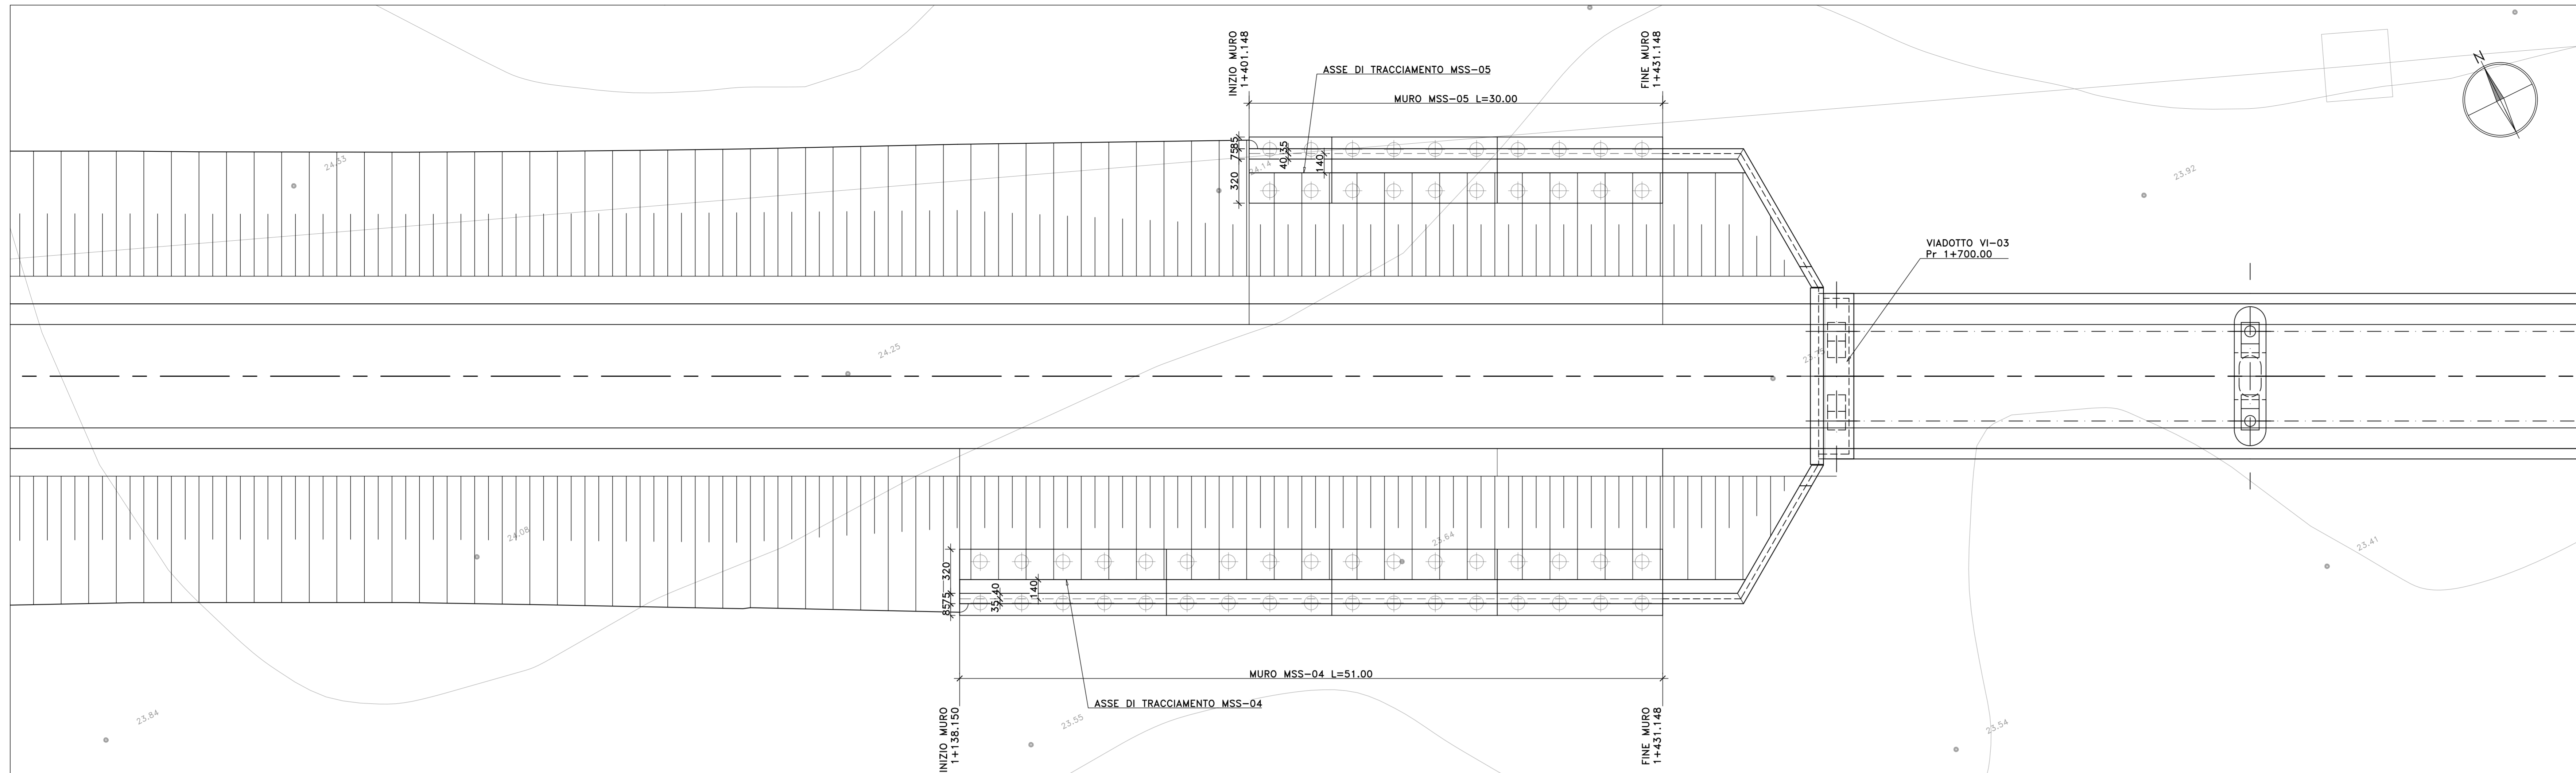 INIZIO MURO
1+401.148
FINE MURO
1+431.148
N
ASSE DI TRACCIAMENTO MSS-05
MURO MSS-05 L=30.00
85
75
320
40
35
140
24.33
24.14
23.92
VIADOTTO VI-03
Pr 1+700.00
24.25
24.08
23.64
23.41
320
75
85
35
40
140
MURO MSS-04 L=51.00
ASSE DI TRACCIAMENTO MSS-04
23.84
23.55
23.54
INIZIO MURO
1+138.150
FINE MURO
1+431.148